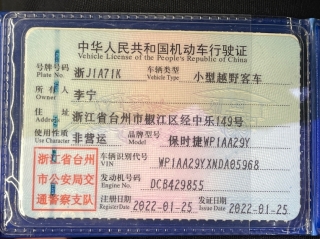 中华人民共和国机动车行驶证
Vehicle License of the People's Republic of China
号牌号码 浙J1A71K 车辆类型 小型越野客车
Plate No. Vehicle Type
所有人 李宁
Owner
住址 浙江省台州市椒江区经中乐149号
Address
使用性质 非营运 品牌型号 保时捷WP1AA29Y
Use Character Model
浙江省台州 车辆识别代号 WP1AA29YXNDA05968
VIN
市公安局交 发动机号码 DCB429855
Engine No.
通警察支队 注册日期 2022-01-25 发证日期 2022-01-25
Register Date Issue Date